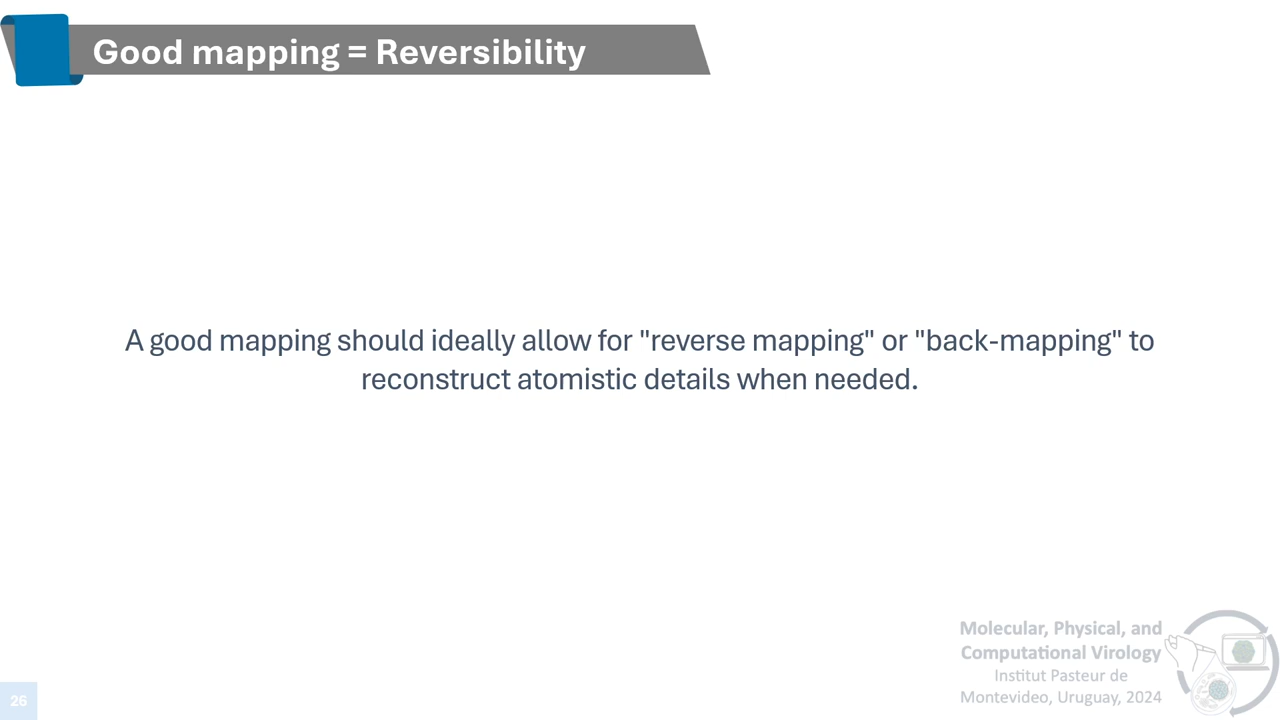 Good mapping = Reversibility
A good mapping should ideally allow for "reverse mapping" or "back-mapping" to
reconstruct atomistic details when needed.
Molecular, Physical, and
Computational Virology
Institut Pasteur de
Montevideo, Uruguay, 2024
26